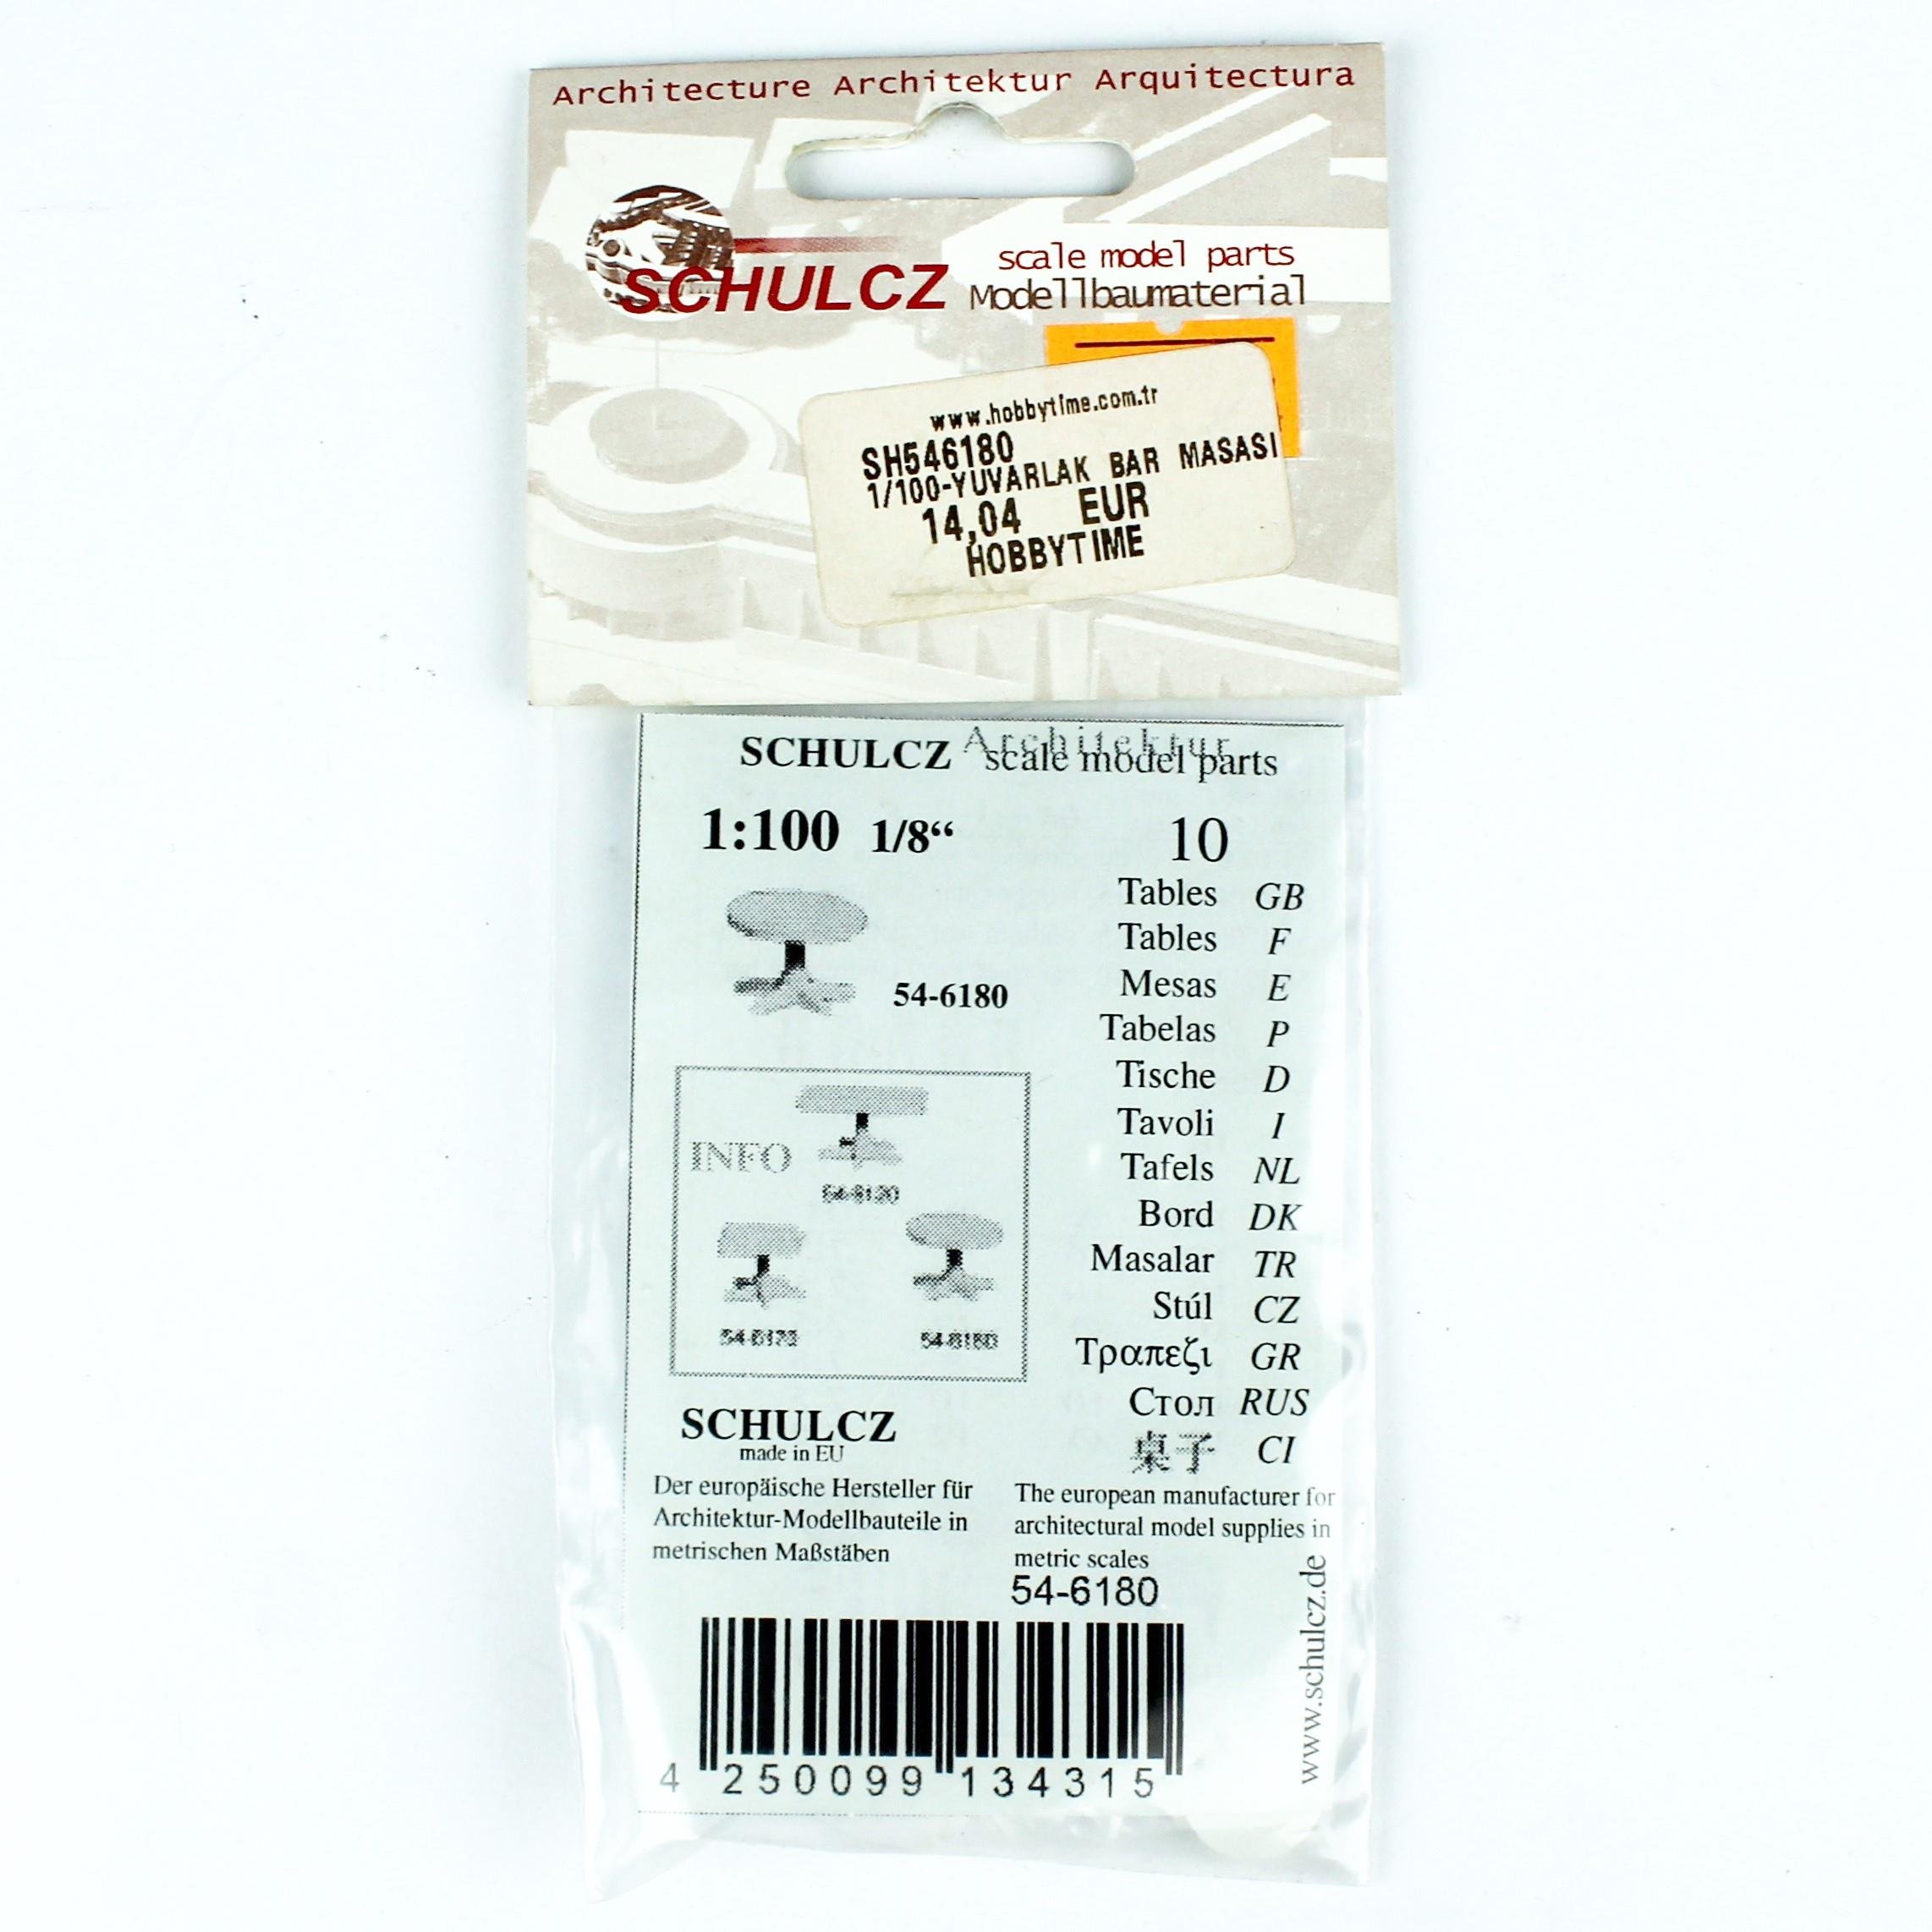 Architecture Architektur Arquitectura
SCHULCZ
scale model parts
Modellbaumaterial
www.hobbytime.com.tr
SH546180
1/100-YUVARLAK BAR MASASI
14,04 EUR
HOBBYTIME
SCHULCZ Architektur
scale model parts
1:100 1/8“ 10
54-6180
Tables GB
Tables F
Mesas E
Tabelas P
Tische D
Tavoli I
Tafels NL
Bord DK
Masalar TR
Stúl CZ
Τραπεζι GR
Стол RUS
桌子 CI
INFO
SCHULCZ
made in EU
Der europäische Hersteller für
Architektur-Modellbauteile in
metrischen Maßstäben
The european manufacturer for
architectural model supplies in
metric scales
54-6180
www.schulcz.de
4 250099 134315